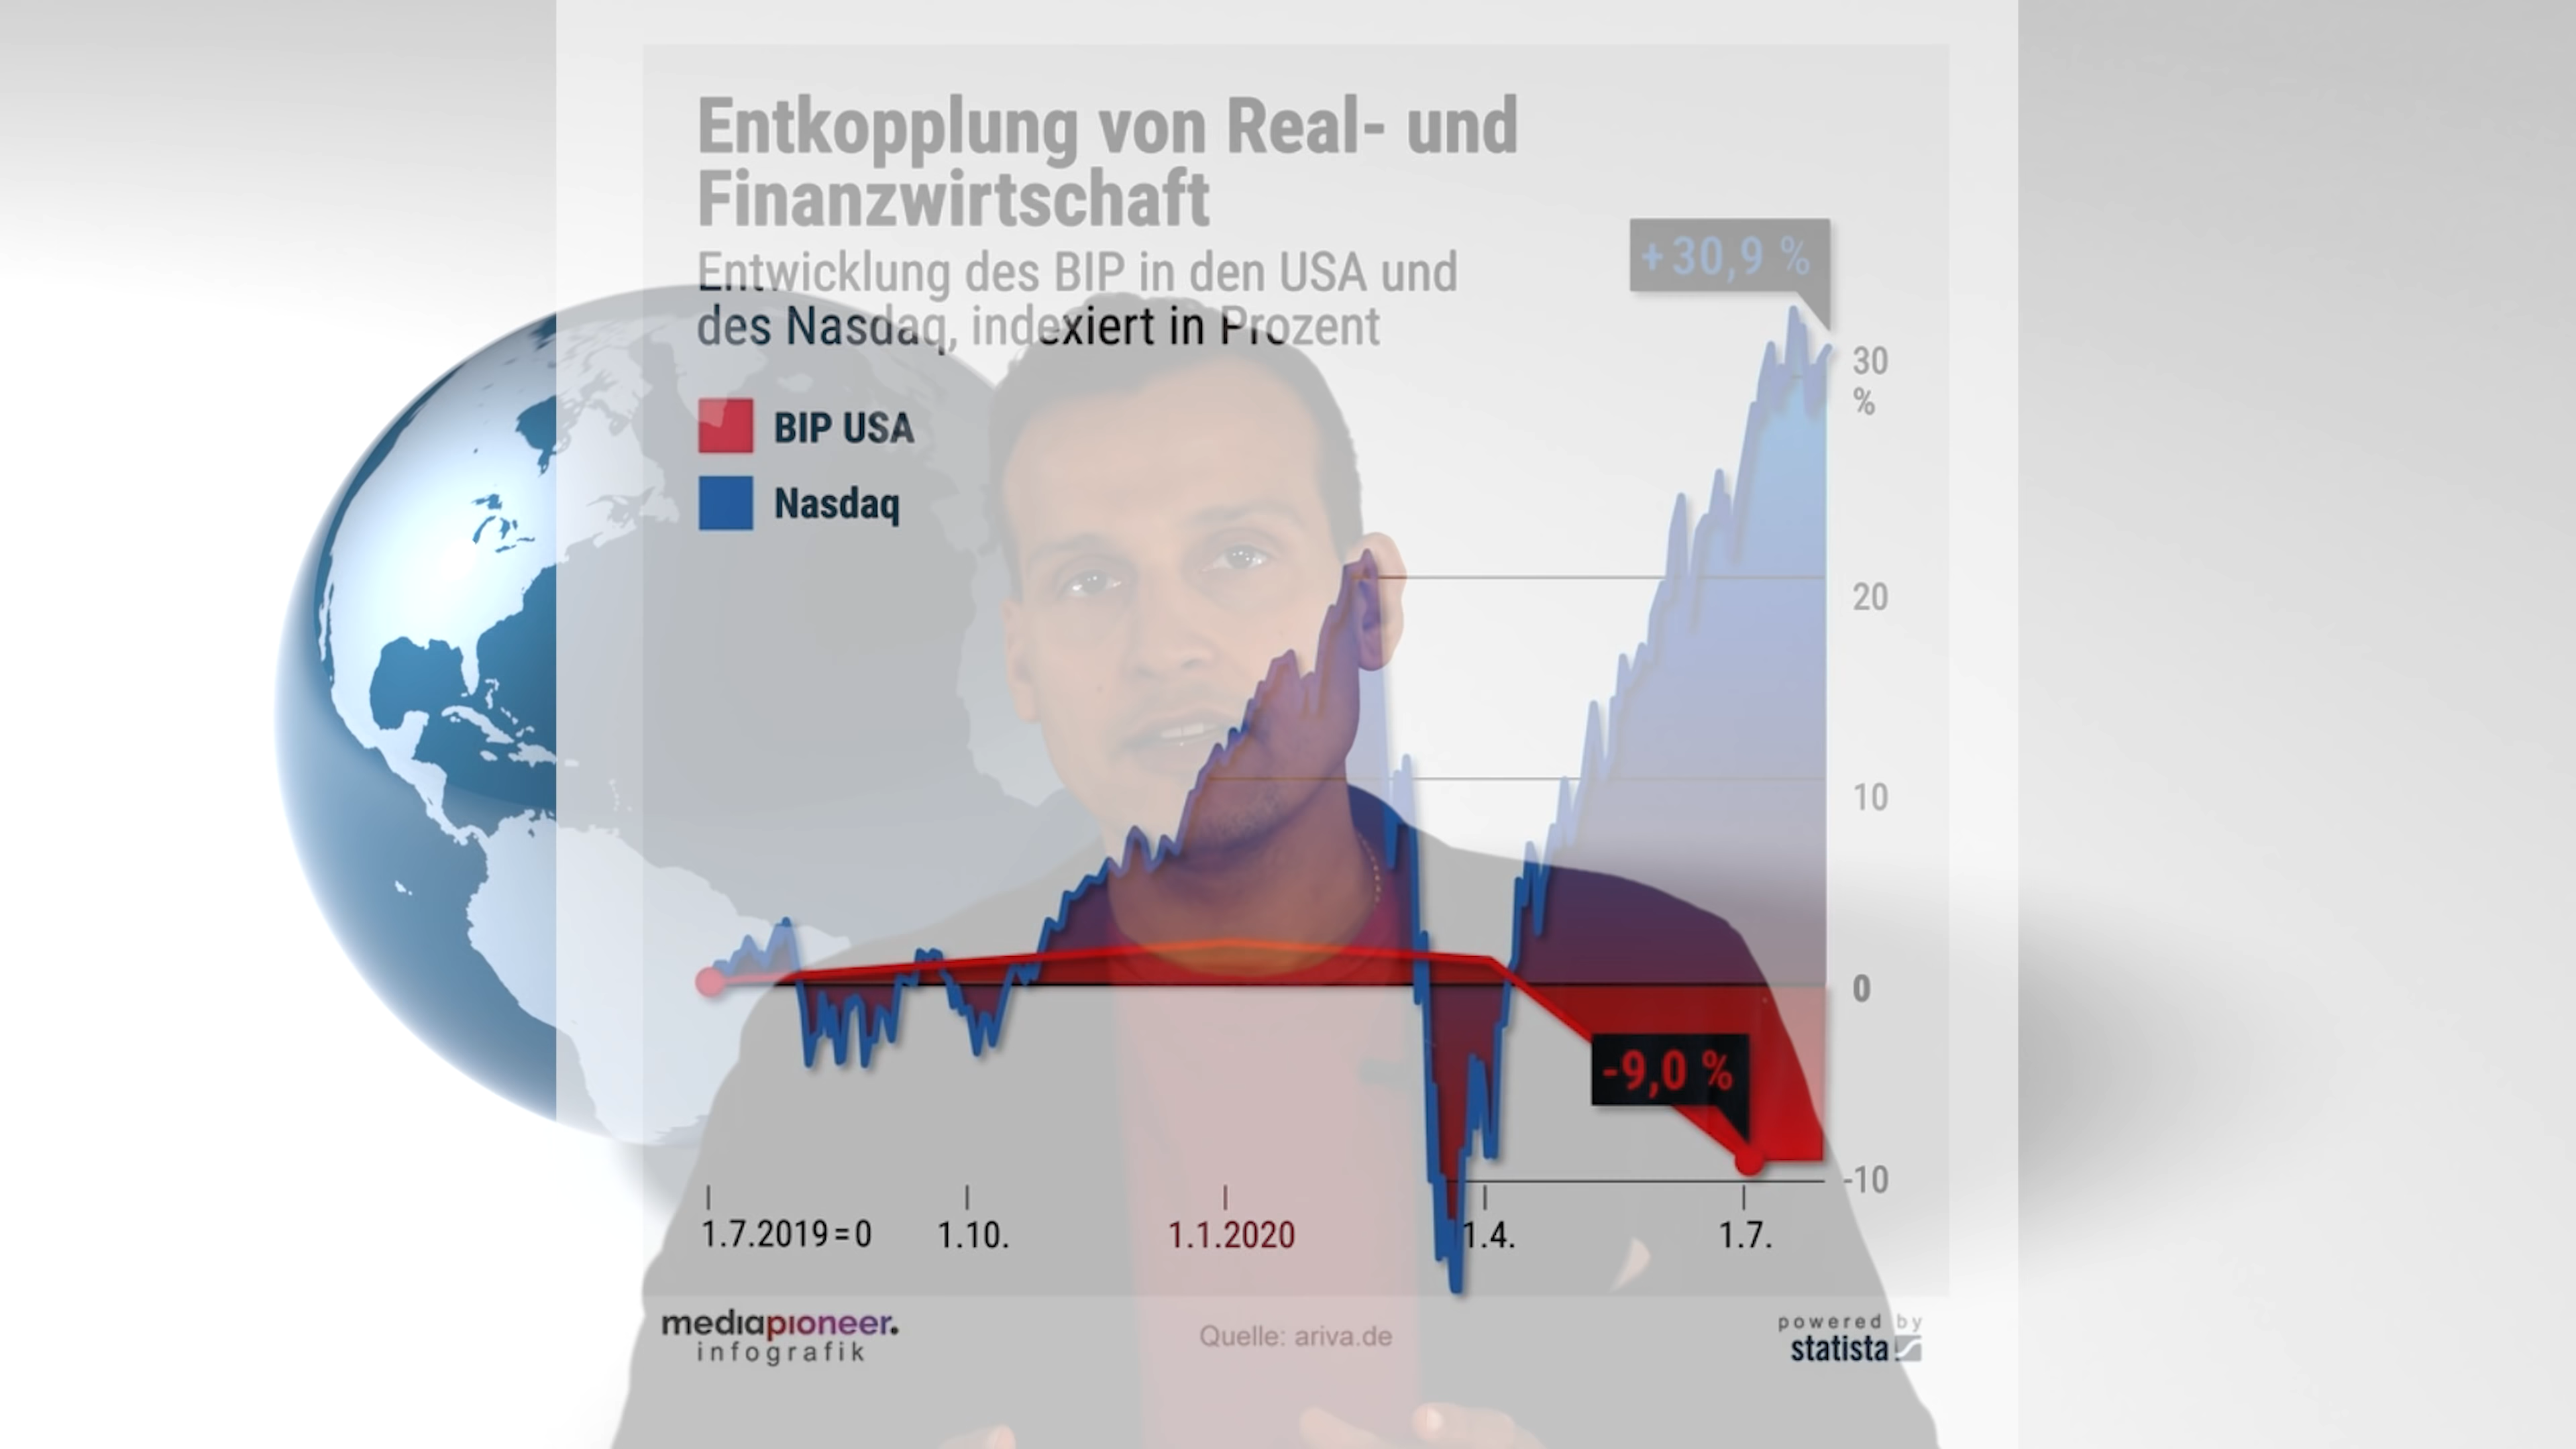 Entkopplung von Real- und
Finanzwirtschaft
Entwicklung des BIP in den USA und
des Nasdaq, indexiert in Prozent
+30,9 %
BIP USA
Nasdaq
30
%
20
10
0
-9,0 %
-10
1.7.2019=0
1.10.
1.1.2020
1.4.
1.7.
mediapioneer.
infografik
Quelle: ariva.de
powered by
statista